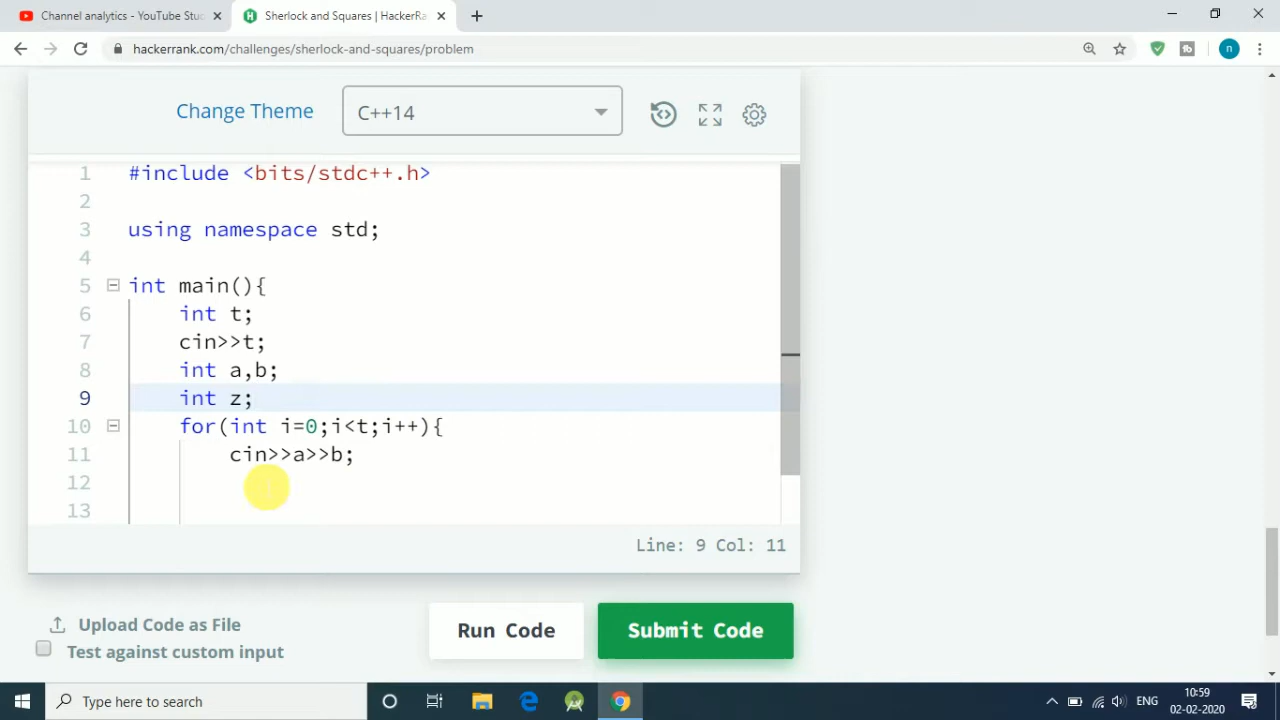 Channel analytics - YouTube Stu
Sherlock and Squares | HackerRa
hackerrank.com/challenges/sherlock-and-squares/problem
Change Theme
C++14
1 #include <bits/stdc++.h>
2
3 using namespace std;
4
5 int main(){
6 int t;
7 cin>>t;
8 int a,b;
9 int z;
10 for(int i=0;i<t;i++){
11 cin>>a>>b;
12
13
Line: 9 Col: 11
Upload Code as File
Run Code
Submit Code
Test against custom input
Type here to search
ENG
10:59
02-02-2020
n